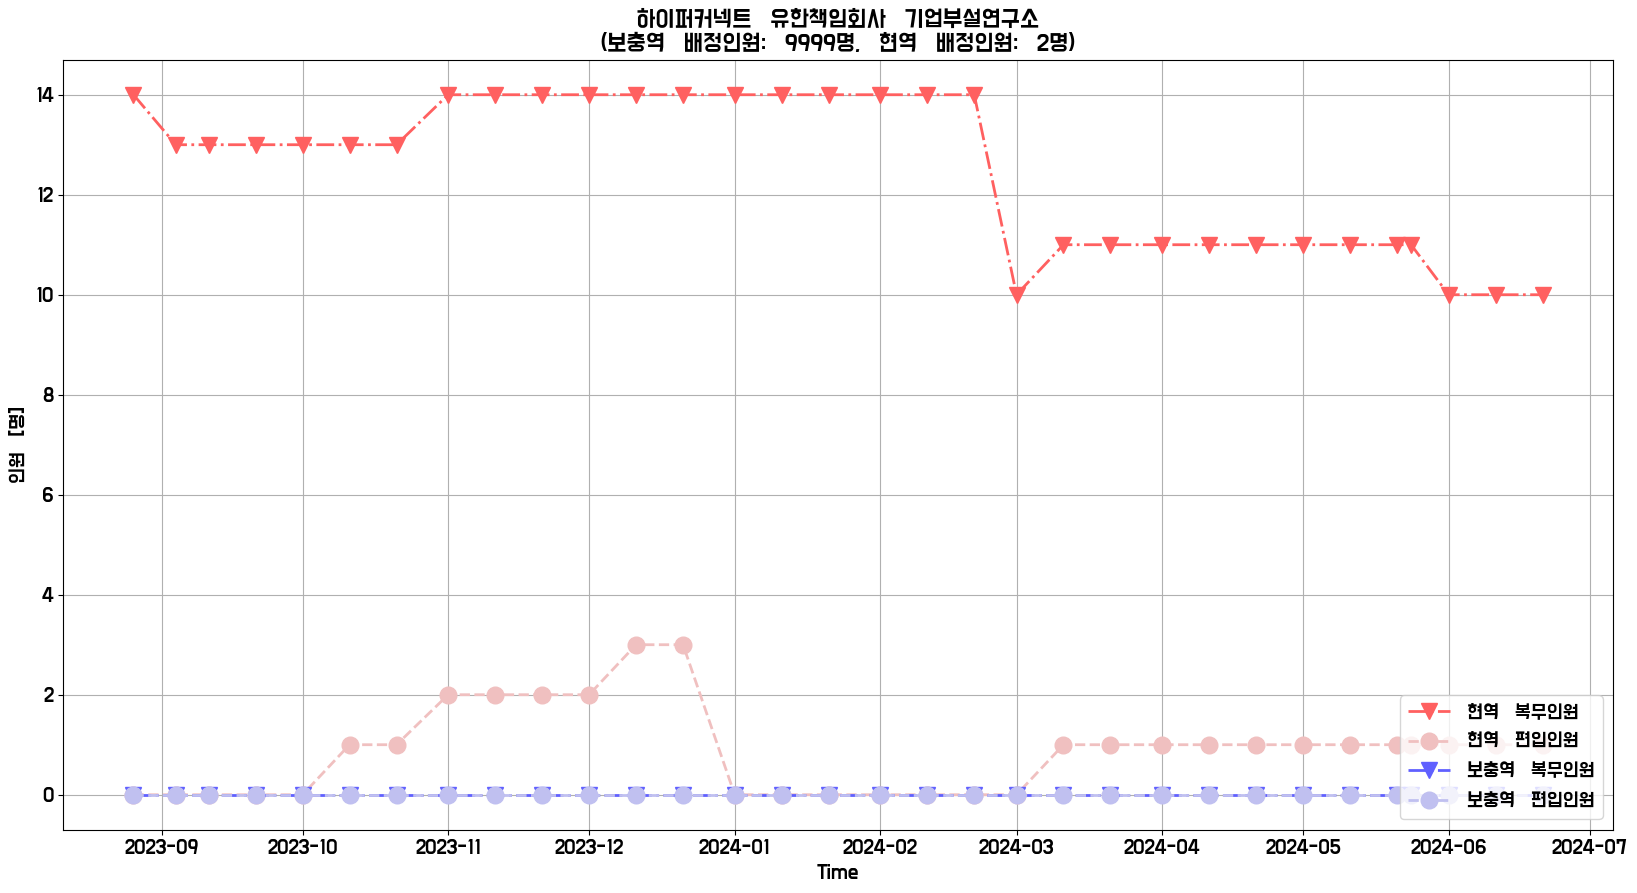 하이퍼커넥트 유한책임회사 기업부설연구소
(보충역 배정인원: 9999명, 현역 배정인원: 2명)
14
12
10
8
6
4
2
0
인원 [명]
현역 복무인원
현역 편입인원
보충역 복무인원
보충역 편입인원
2023-09
2023-10
2023-11
2023-12
2024-01
2024-02
2024-03
2024-04
2024-05
2024-06
2024-07
Time